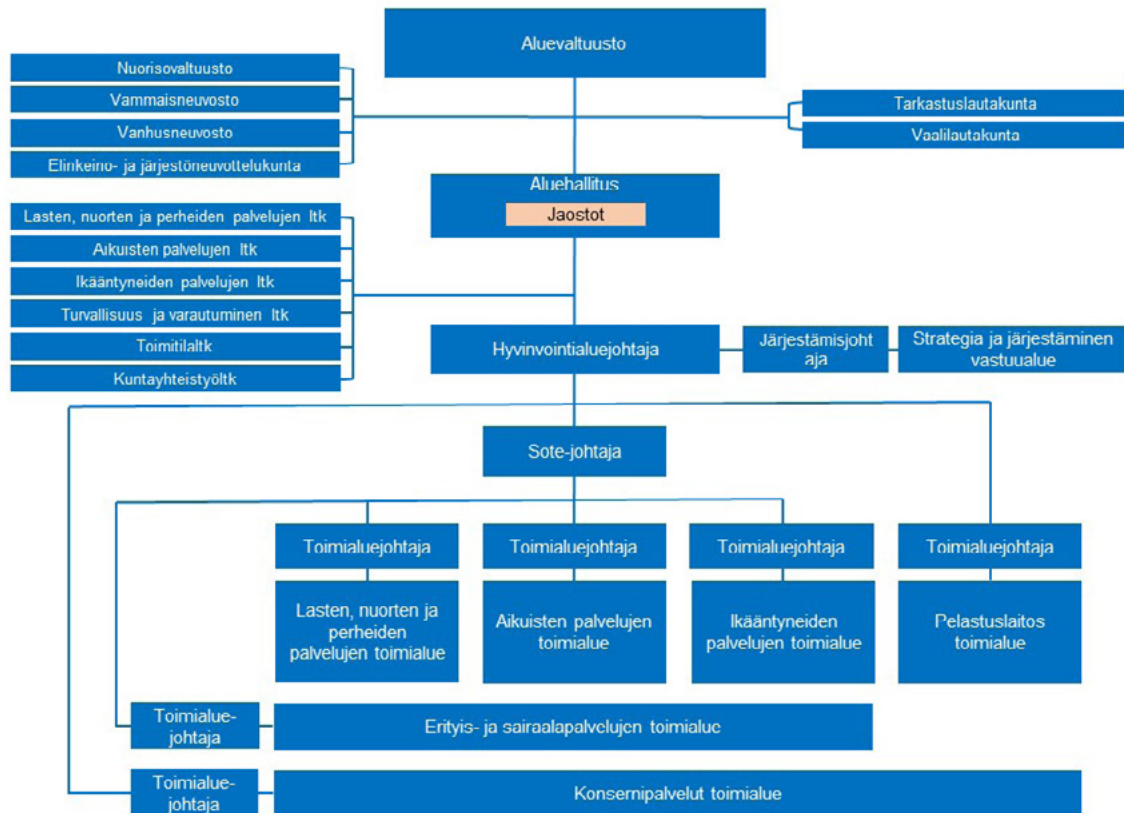 Aluevaltuusto
Nuorisovaltuusto
Vammaisneuvosto
Vanhusneuvosto
Elinkeino- ja järjestöneuvottelukunta
Tarkastuslautakunta
Vaalilautakunta
Aluehallitus
Jaostot
Lasten, nuorten ja perheiden palvelujen ltk
Aikuisten palvelujen ltk
Ikääntyneiden palvelujen ltk
Turvallisuus ja varautuminen ltk
Toimitilaltk
Kuntayhteistyöltk
Hyvinvointialuejohtaja
Järjestämisjoht
aja
Strategia ja järjestäminen
vastuualue
Sote-johtaja
Toimialuejohtaja
Toimialuejohtaja
Toimialuejohtaja
Toimialuejohtaja
Lasten, nuorten ja
perheiden
palvelujen toimialue
Aikuisten palvelujen
toimialue
Ikääntyneiden
palvelujen toimialue
Pelastuslaitos
toimialue
Toimialue-
johtaja
Erityis- ja sairaalapalvelujen toimialue
Toimialue-
johtaja
Konsernipalvelut toimialue